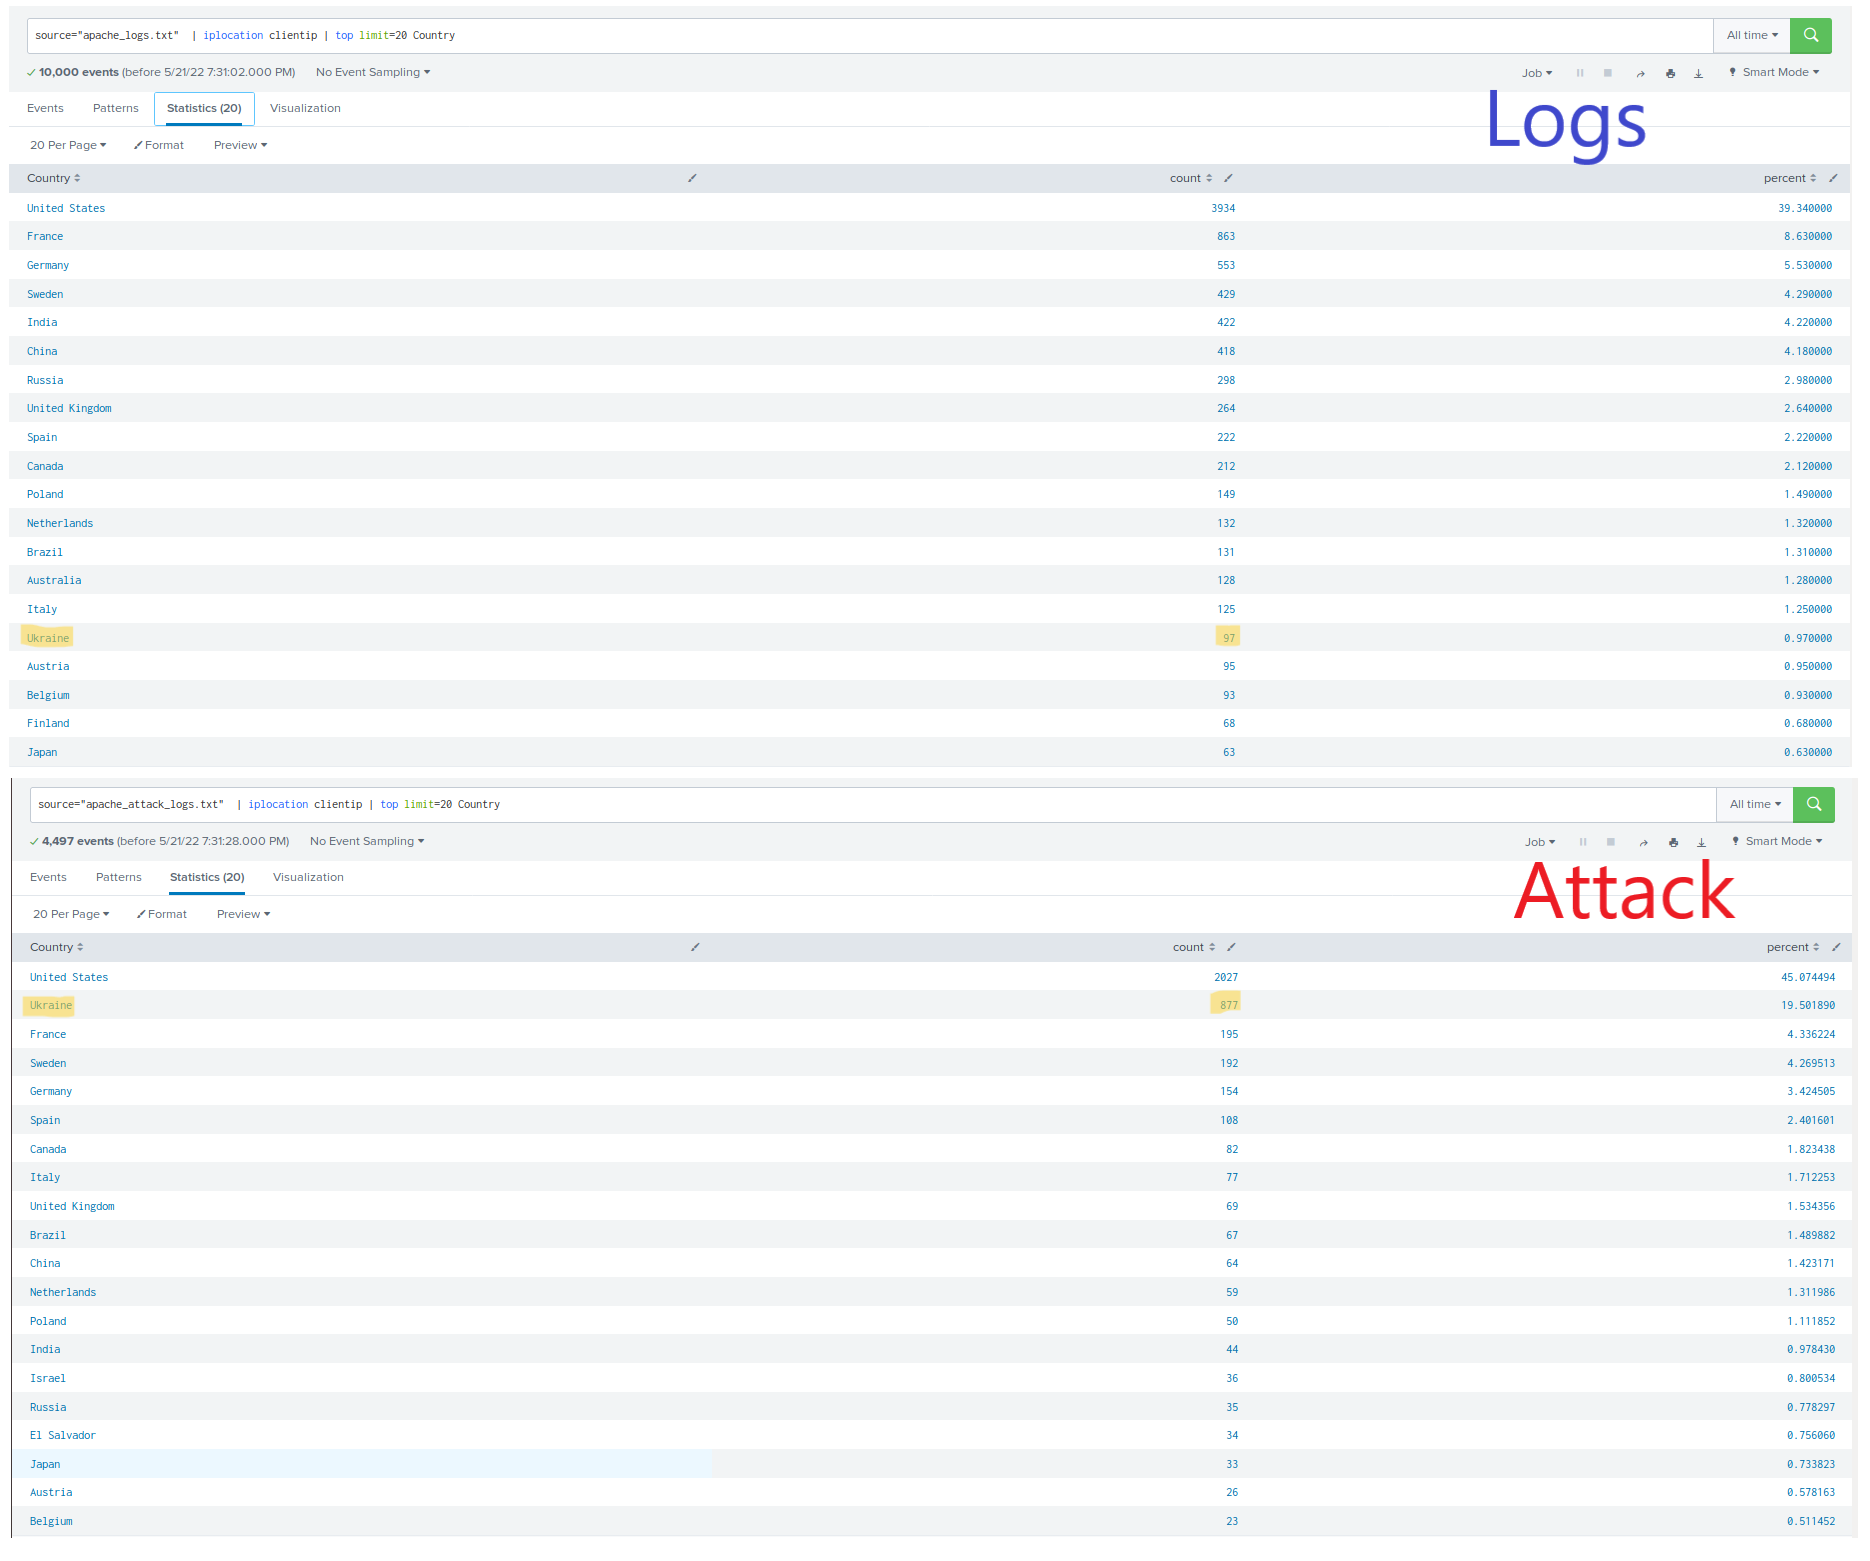 source="apache_logs.txt" | iplocation clientip | top limit=20 Country All time
10,000 events (before 5/21/22 7:31:02.000 PM) No Event Sampling Job Smart Mode
Events Patterns Statistics (20) Visualization
Logs
20 Per Page Format Preview
Country count percent
United States 3934 39.340000
France 863 8.630000
Germany 553 5.530000
Sweden 429 4.290000
India 422 4.220000
China 418 4.180000
Russia 298 2.980000
United Kingdom 264 2.640000
Spain 222 2.220000
Canada 212 2.120000
Poland 149 1.490000
Netherlands 132 1.320000
Brazil 131 1.310000
Australia 128 1.280000
Italy 125 1.250000
Ukraine 97 0.970000
Austria 95 0.950000
Belgium 93 0.930000
Finland 68 0.680000
Japan 63 0.630000
source="apache_attack_logs.txt" | iplocation clientip | top limit=20 Country All time
4,497 events (before 5/21/22 7:31:28.000 PM) No Event Sampling Job Smart Mode
Events Patterns Statistics (20) Visualization
Attack
20 Per Page Format Preview
Country count percent
United States 2027 45.074494
Ukraine 877 19.501890
France 195 4.336224
Sweden 192 4.269513
Germany 154 3.424505
Spain 108 2.401601
Canada 82 1.823438
Italy 77 1.712253
United Kingdom 69 1.534356
Brazil 67 1.489882
China 64 1.423171
Netherlands 59 1.311986
Poland 50 1.111852
India 44 0.978430
Israel 36 0.800534
Russia 35 0.778297
El Salvador 34 0.756060
Japan 33 0.733823
Austria 26 0.578163
Belgium 23 0.511452